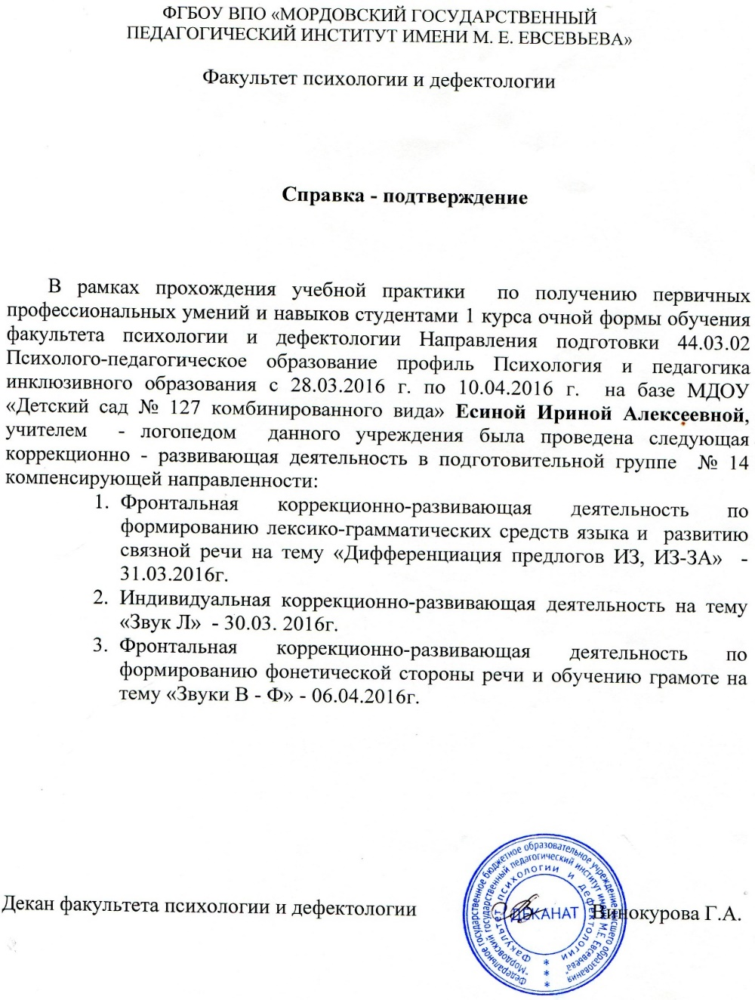 ФГБОУ ВПО «МОРДОВСКИЙ ГОСУДАРСТВЕННЫЙ
ПЕДАГОГИЧЕСКИЙ ИНСТИТУТ ИМЕНИ М. Е. ЕВСЕВЬЕВА»
Факультет психологии и дефектологии
Справка - подтверждение
В рамках прохождения учебной практики по получению первичных
профессиональных умений и навыков студентами 1 курса очной формы обучения
факультета психологии и дефектологии Направления подготовки 44.03.02
Психолого-педагогическое образование профиль Психология и педагогика
инклюзивного образования с 28.03.2016 г. по 10.04.2016 г. на базе МДОУ
«Детский сад № 127 комбинированного вида» Есиной Ириной Алексеевной,
учителем - логопедом данного учреждения была проведена следующая
коррекционно - развивающая деятельность в подготовительной группе № 14
компенсирующей направленности:
1. Фронтальная коррекционно-развивающая деятельность по
формированию лексико-грамматических средств языка и развитию
связной речи на тему «Дифференциация предлогов ИЗ, ИЗ-ЗА» -
31.03.2016г.
2. Индивидуальная коррекционно-развивающая деятельность на тему
«Звук Л» - 30.03. 2016г.
3. Фронтальная коррекционно-развивающая деятельность по
формированию фонетической стороны речи и обучению грамоте на
тему «Звуки В - Ф» - 06.04.2016г.
Декан факультета психологии и дефектологии Винокурова Г.А.
Федеральное государственное бюджетное образовательное учреждение высшего образования
"Мордовский государственный педагогический институт имени М.Е. Евсевьева"
Факультет психологии и дефектологии
ДЕКАНАТ
* * *